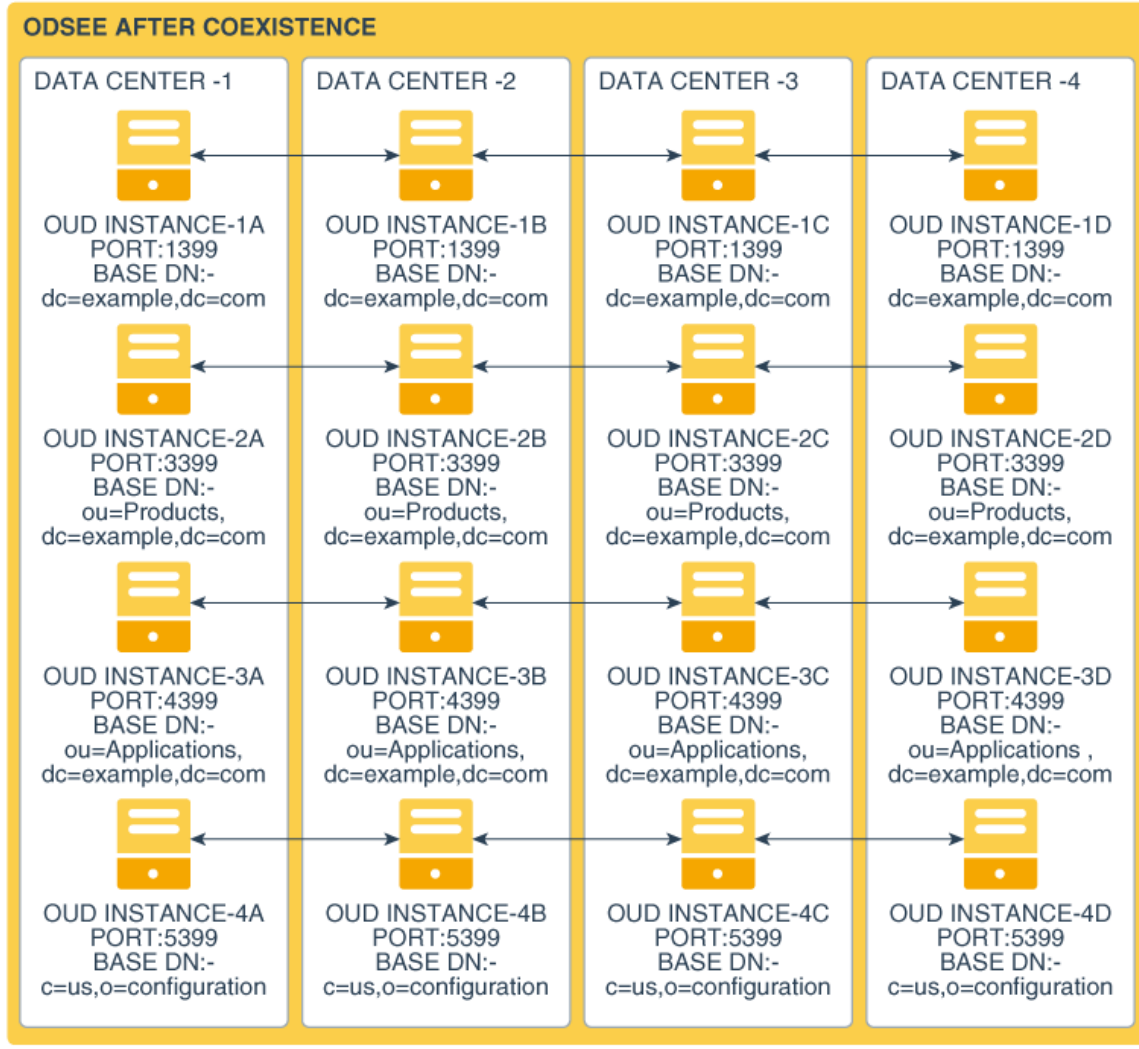 ODSEE AFTER COEXISTENCE
DATA CENTER -1
OUD INSTANCE-1A
PORT:1399
BASE DN:-
dc=example,dc=com
OUD INSTANCE-2A
PORT:3399
BASE DN:-
ou=Products,
dc=example,dc=com
OUD INSTANCE-3A
PORT:4399
BASE DN:-
ou=Applications,
dc=example,dc=com
OUD INSTANCE-4A
PORT:5399
BASE DN:-
c=us,o=configuration
DATA CENTER -2
OUD INSTANCE-1B
PORT:1399
BASE DN:-
dc=example,dc=com
OUD INSTANCE-2B
PORT:3399
BASE DN:-
ou=Products,
dc=example,dc=com
OUD INSTANCE-3B
PORT:4399
BASE DN:-
ou=Applications,
dc=example,dc=com
OUD INSTANCE-4B
PORT:5399
BASE DN:-
c=us,o=configuration
DATA CENTER -3
OUD INSTANCE-1C
PORT:1399
BASE DN:-
dc=example,dc=com
OUD INSTANCE-2C
PORT:3399
BASE DN:-
ou=Products,
dc=example,dc=com
OUD INSTANCE-3C
PORT:4399
BASE DN:-
ou=Applications,
dc=example,dc=com
OUD INSTANCE-4C
PORT:5399
BASE DN:-
c=us,o=configuration
DATA CENTER -4
OUD INSTANCE-1D
PORT:1399
BASE DN:-
dc=example,dc=com
OUD INSTANCE-2D
PORT:3399
BASE DN:-
ou=Products,
dc=example,dc=com
OUD INSTANCE-3D
PORT:4399
BASE DN:-
ou=Applications ,
dc=example,dc=com
OUD INSTANCE-4D
PORT:5399
BASE DN:-
c=us,o=configuration